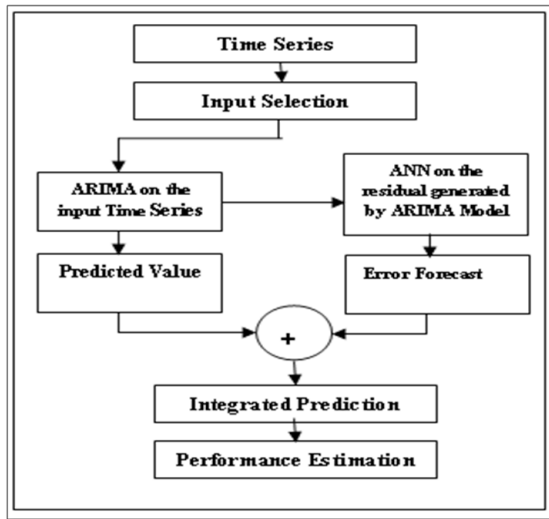 Time Series
Input Selection
ARIMA on the
input Time Series
ANN on the
residual generated
by ARIMA Model
Predicted Value
Error Forecast
+
Integrated Prediction
Performance Estimation